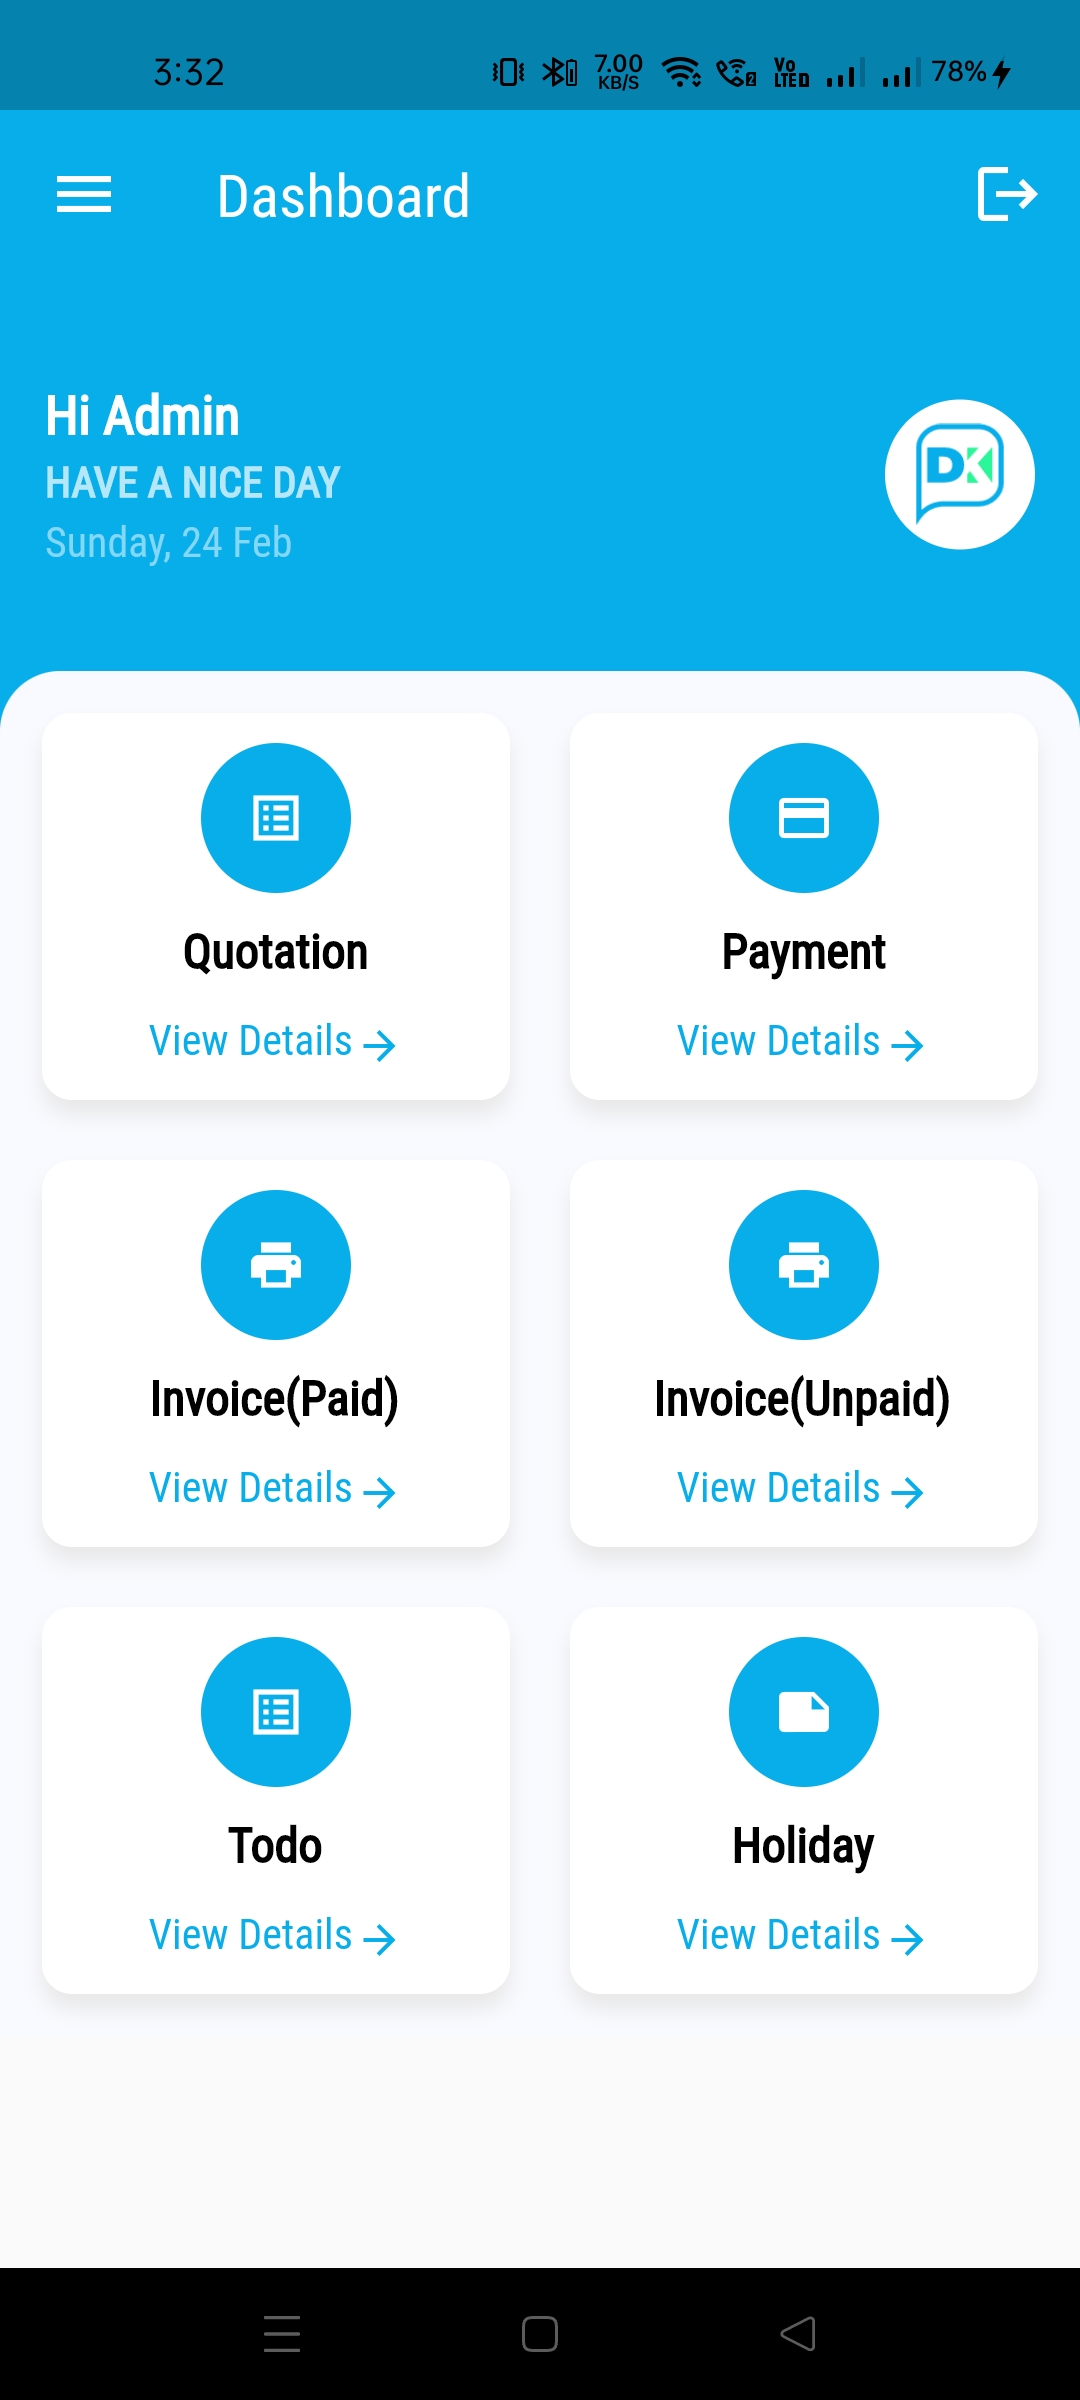 3:32 7.00 KB/S 2 Vo LTE D 78%
Dashboard
Hi Admin
HAVE A NICE DAY
Sunday, 24 Feb
DK
Quotation Payment
View Details View Details
Invoice(Paid) Invoice(Unpaid)
View Details View Details
Todo Holiday
View Details View Details